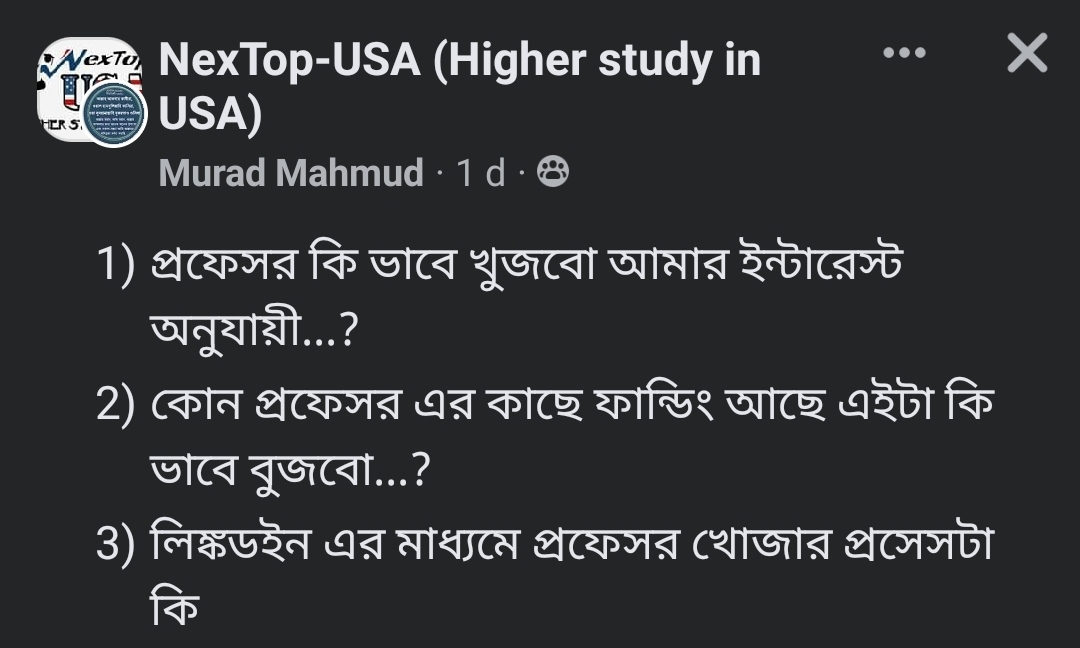 NexTop-USA (Higher study in
USA)
Murad Mahmud · 1 d ·
1) প্রফেসর কি ভাবে খুজবো আমার ইন্টারেস্ট
অনুযায়ী...?
2) কোন প্রফেসর এর কাছে ফান্ডিং আছে এইটা কি
ভাবে বুজবো...?
3) লিঙ্কডইন এর মাধ্যমে প্রফেসর খোজার প্রসেসটা
কি